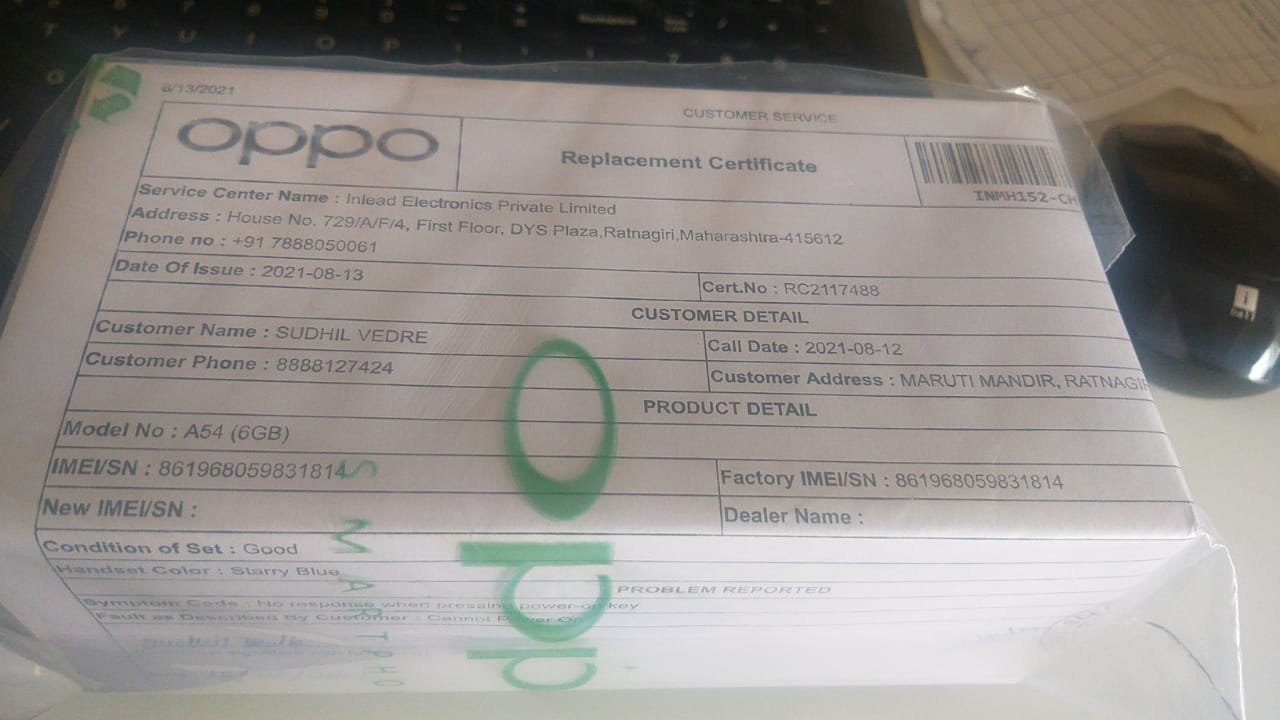 8/13/2021
CUSTOMER SERVICE
oppo
Replacement Certificate
INMH152-CH
Service Center Name : Inlead Electronics Private Limited
Address : House No. 729/A/F/4, First Floor, DYS Plaza,Ratnagiri,Maharashtra-415612
Phone no : +91 7888050061
Date Of Issue : 2021-08-13
Cert.No : RC2117488
CUSTOMER DETAIL
Customer Name : SUDHIL VEDRE
Call Date : 2021-08-12
Customer Phone : 8888127424
Customer Address : MARUTI MANDIR, RATNAGIR
PRODUCT DETAIL
Model No : A54 (6GB)
IMEI/SN : 861968059831814
Factory IMEI/SN : 861968059831814
New IMEI/SN :
Dealer Name :
Condition of Set : Good
Handset Color : Starry Blue
PROBLEM REPORTED
Symptom Code : No response when pressing power-on key
Fault as Described By Customer : Cannot Power On
opp
SMARTPHO
i
ball